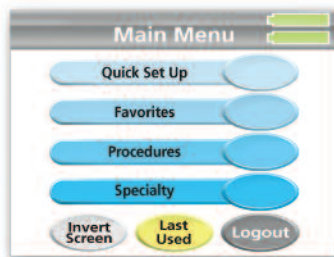 Main Menu
Quick Set Up
Favorites
Procedures
Specialty
Invert
Screen
Last
Used
Logout